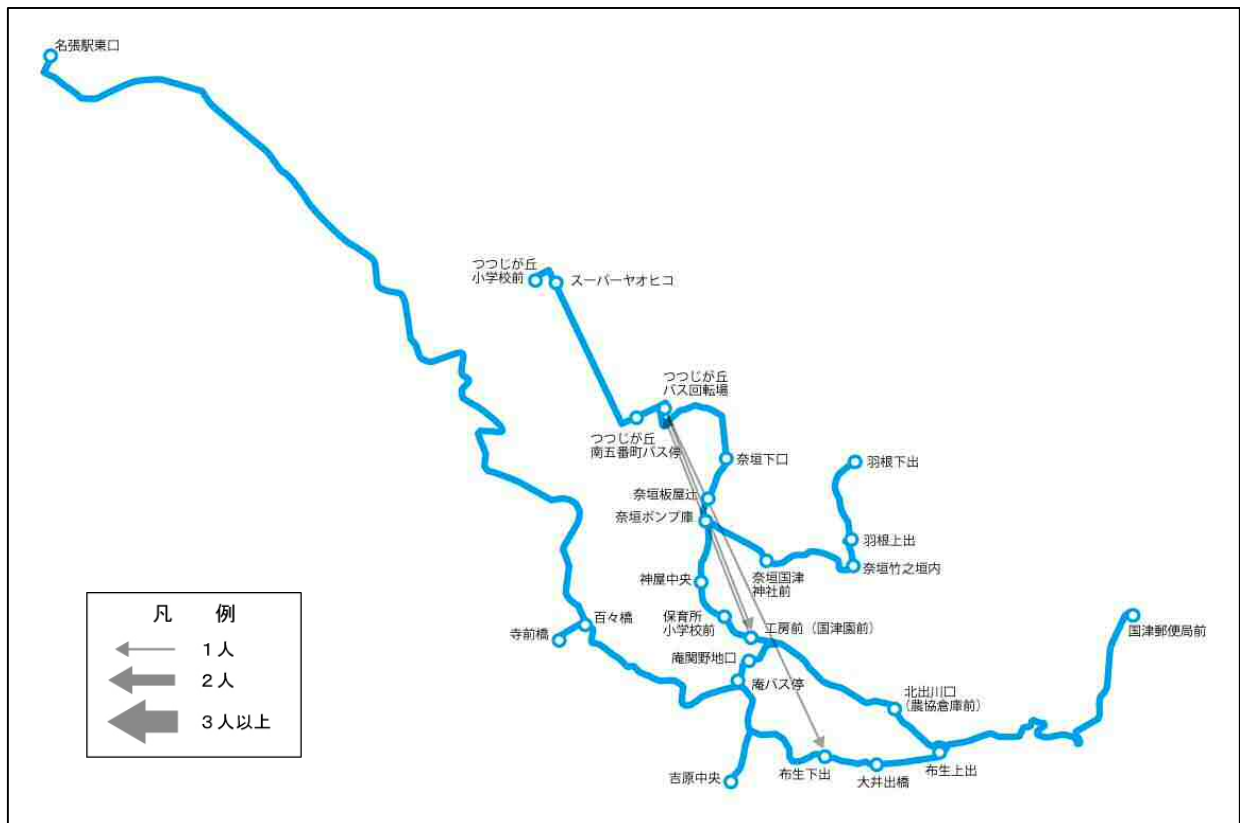 名張駅東口
つつじが丘
小学校前
スーパーヤオヒコ
つつじが丘
バス回転場
つつじが丘
南五番町バス停
奈垣下口
羽根下出
奈垣板屋辻
奈垣ポンプ庫
羽根上出
奈垣竹之垣内
奈垣国津
神社前
神屋中央
保育所
小学校前
工房前（国津園前）
国津郵便局前
百々橋
寺前橋
庵関野地口
庵バス停
北出川口
（農協倉庫前）
吉原中央
布生下出
大井出橋
布生上出
凡 例
1人
2人
3人以上